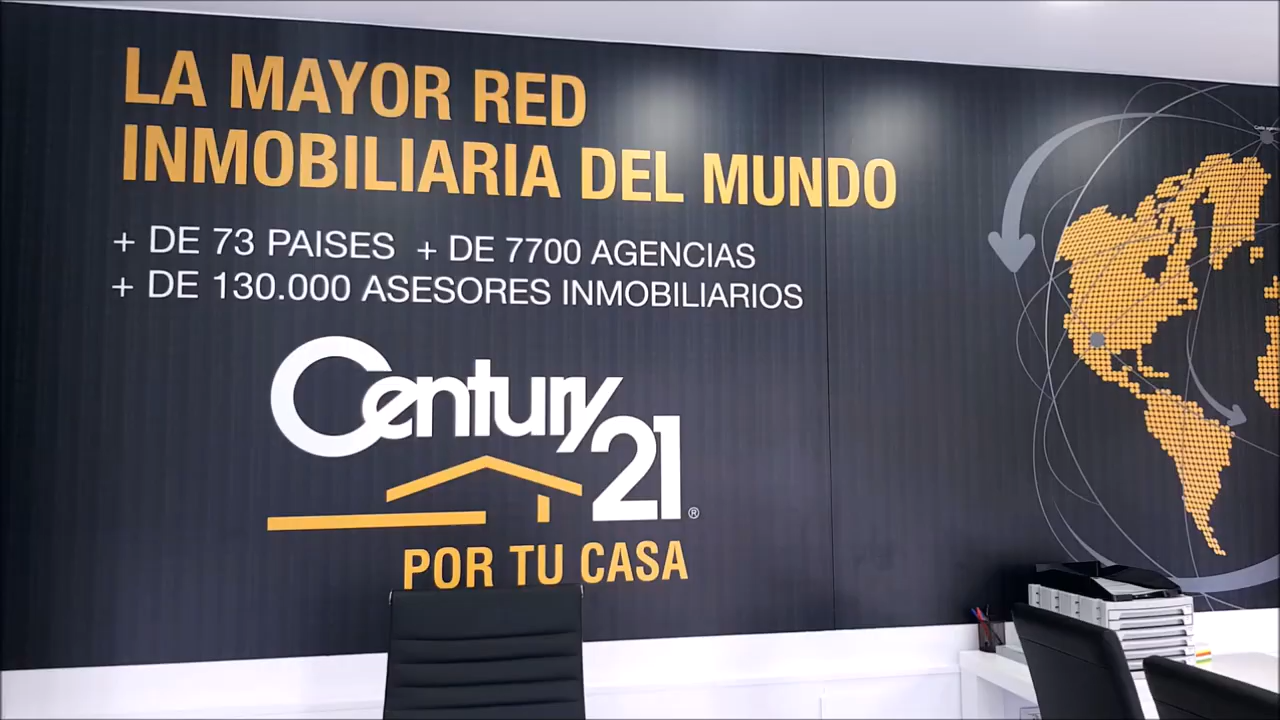 LA MAYOR RED
INMOBILIARIA DEL MUNDO
+ DE 73 PAISES + DE 7700 AGENCIAS
+ DE 130.000 ASESORES INMOBILIARIOS
Century
21®
POR TU CASA